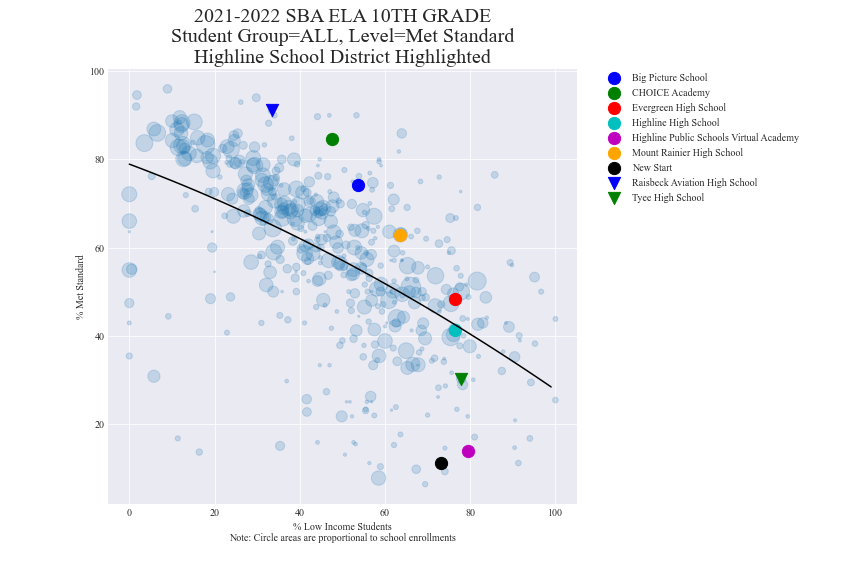 2021-2022 SBA ELA 10TH GRADE
Student Group=ALL, Level=Met Standard
Highline School District Highlighted
100
80
60
40
20
% Met Standard
0
20
40
60
80
100
% Low Income Students
Note: Circle areas are proportional to school enrollments
Big Picture School
CHOICE Academy
Evergreen High School
Highline High School
Highline Public Schools Virtual Academy
Mount Rainier High School
New Start
Raisbeck Aviation High School
Tyee High School